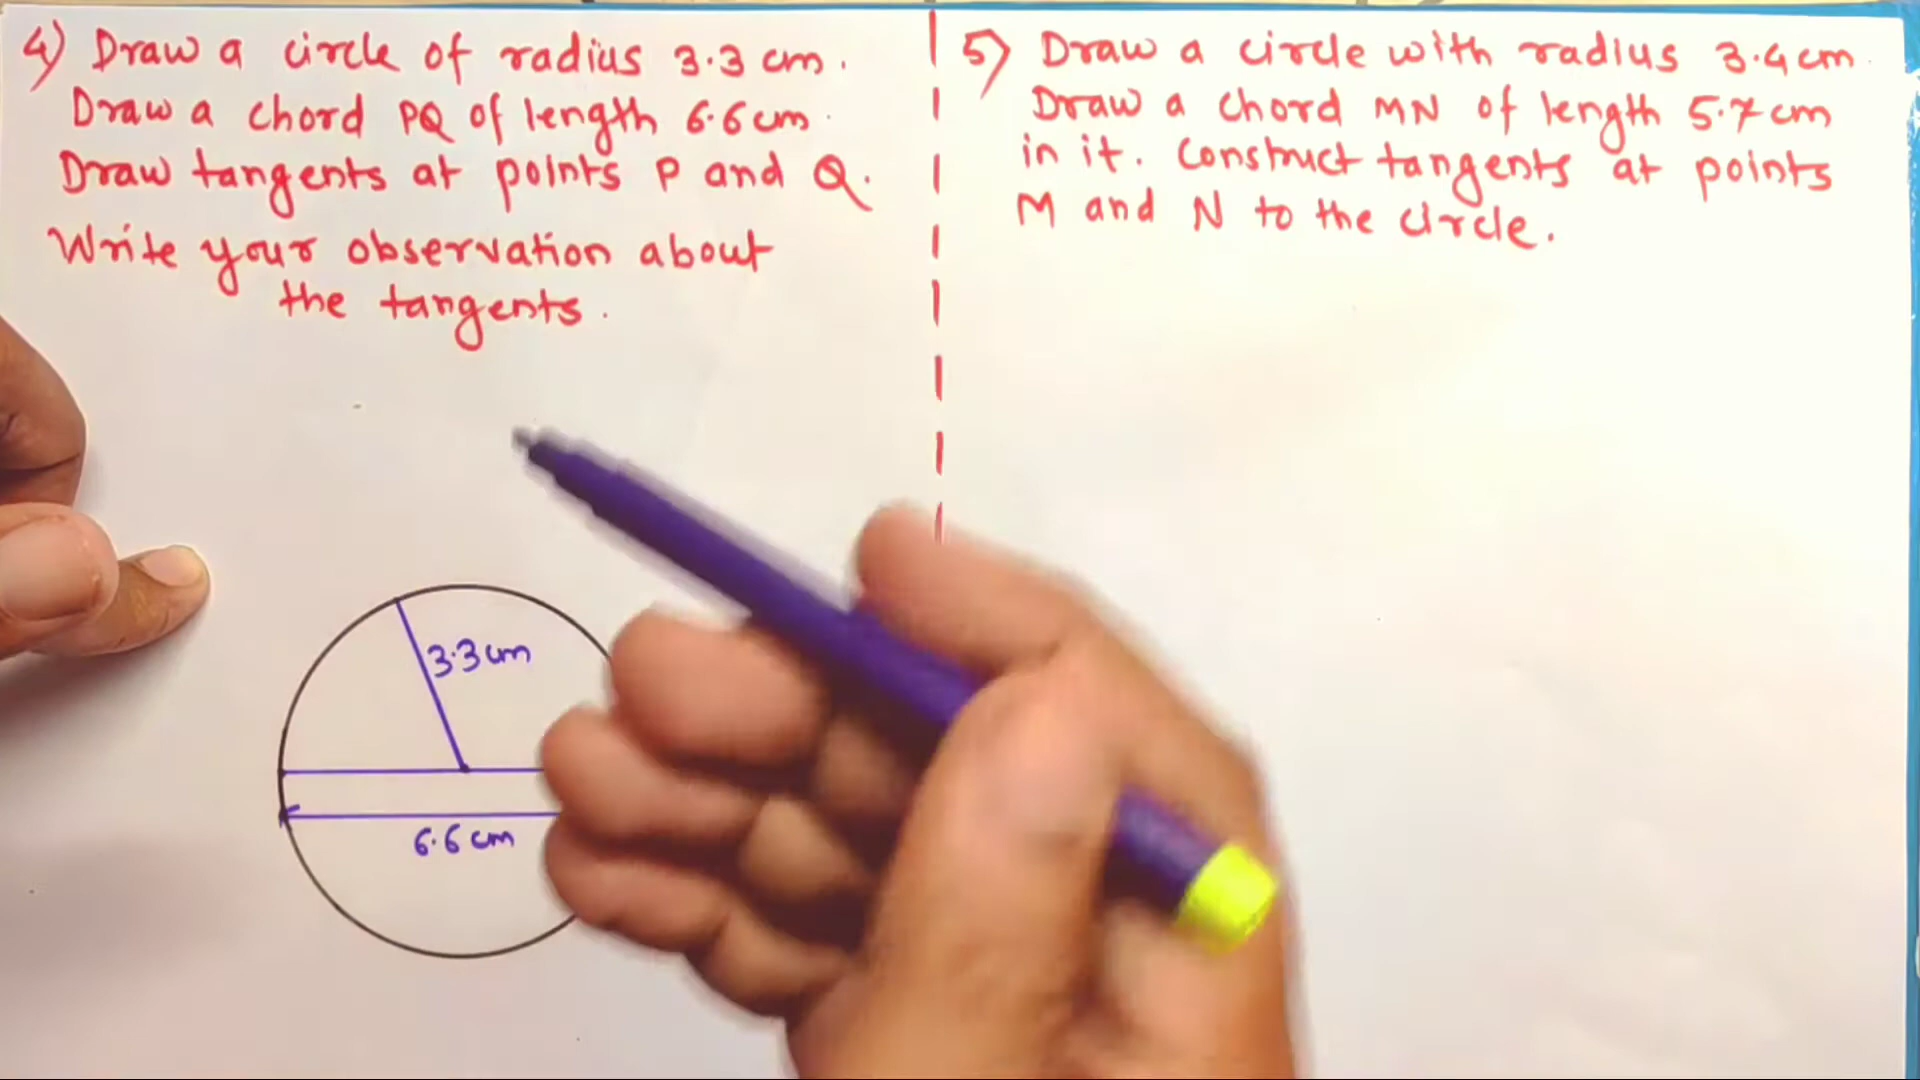 4) Draw a circle of radius 3.3 cm.
Draw a chord PQ of length 6.6 cm.
Draw tangents at points P and Q.
Write your observation about
the tangents.
5) Draw a circle with radius 3.4 cm.
Draw a chord MN of length 5.7 cm
in it. Construct tangents at points
M and N to the circle.
3.3 cm
6.6 cm